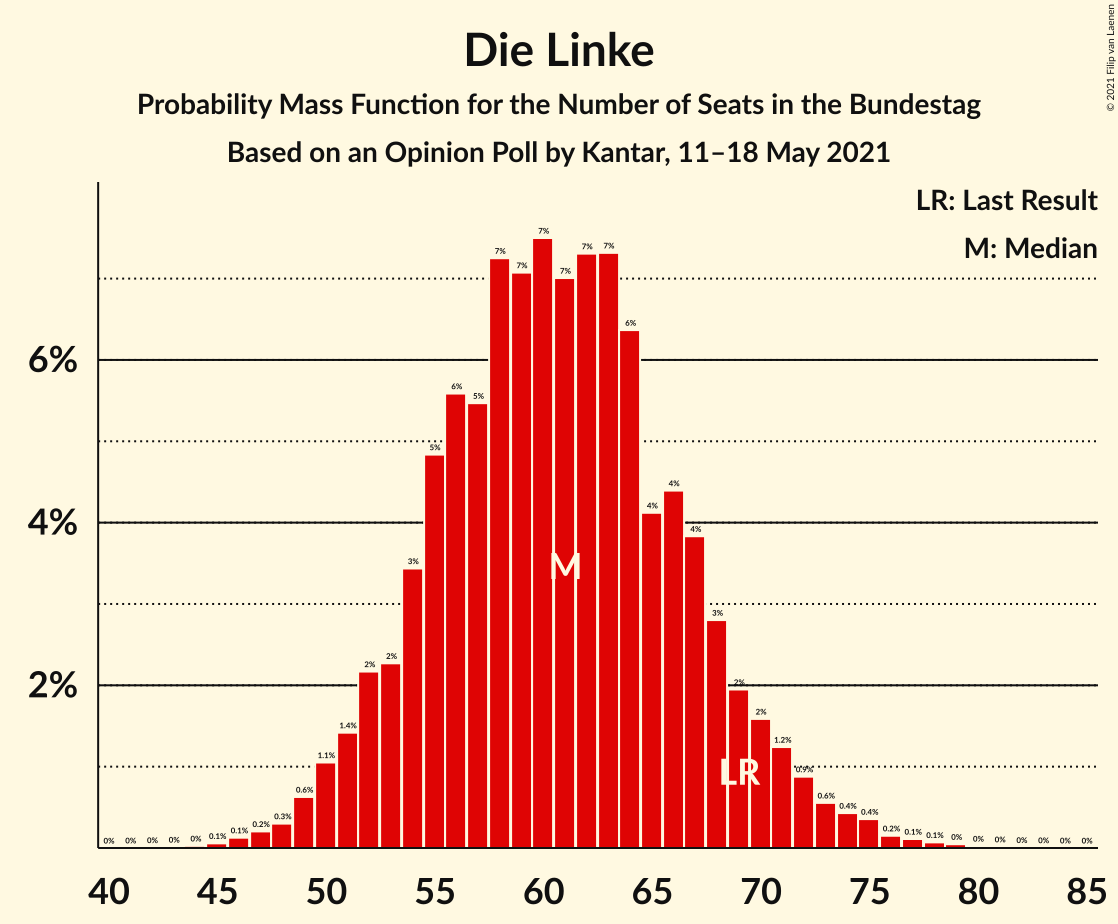 Die Linke
Probability Mass Function for the Number of Seats in the Bundestag
Based on an Opinion Poll by Kantar, 11–18 May 2021
© 2021 Filip van Laenen
LR: Last Result
M: Median
6%
4%
2%
0% 0% 0% 0% 0% 0.1% 0.1% 0.2% 0.3% 0.6% 1.1% 1.4% 2% 2% 3% 5% 6% 5% 7% 7% 7% 7% 7% 7% 6% 4% 4% 4% 3% 2% 2% 1.2% 0.9% 0.6% 0.4% 0.4% 0.2% 0.1% 0.1% 0% 0% 0% 0% 0% 0% 0%
M
LR
40 45 50 55 60 65 70 75 80 85